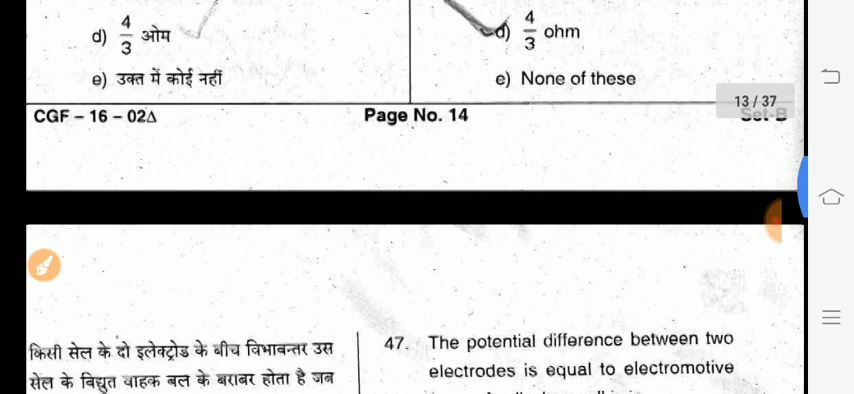 d) 4/3 ओम
e) उक्त में कोई नहीं
d) 4/3 ohm
e) None of these
13 / 37
CGF – 16 – 02Δ Page No. 14 Set-B
किसी सेल के दो इलेक्ट्रोड के बीच विभावन्तर उस
सेल के विद्युत वाहक बल के बराबर होता है जब
47. The potential difference between two
electrodes is equal to electromotive